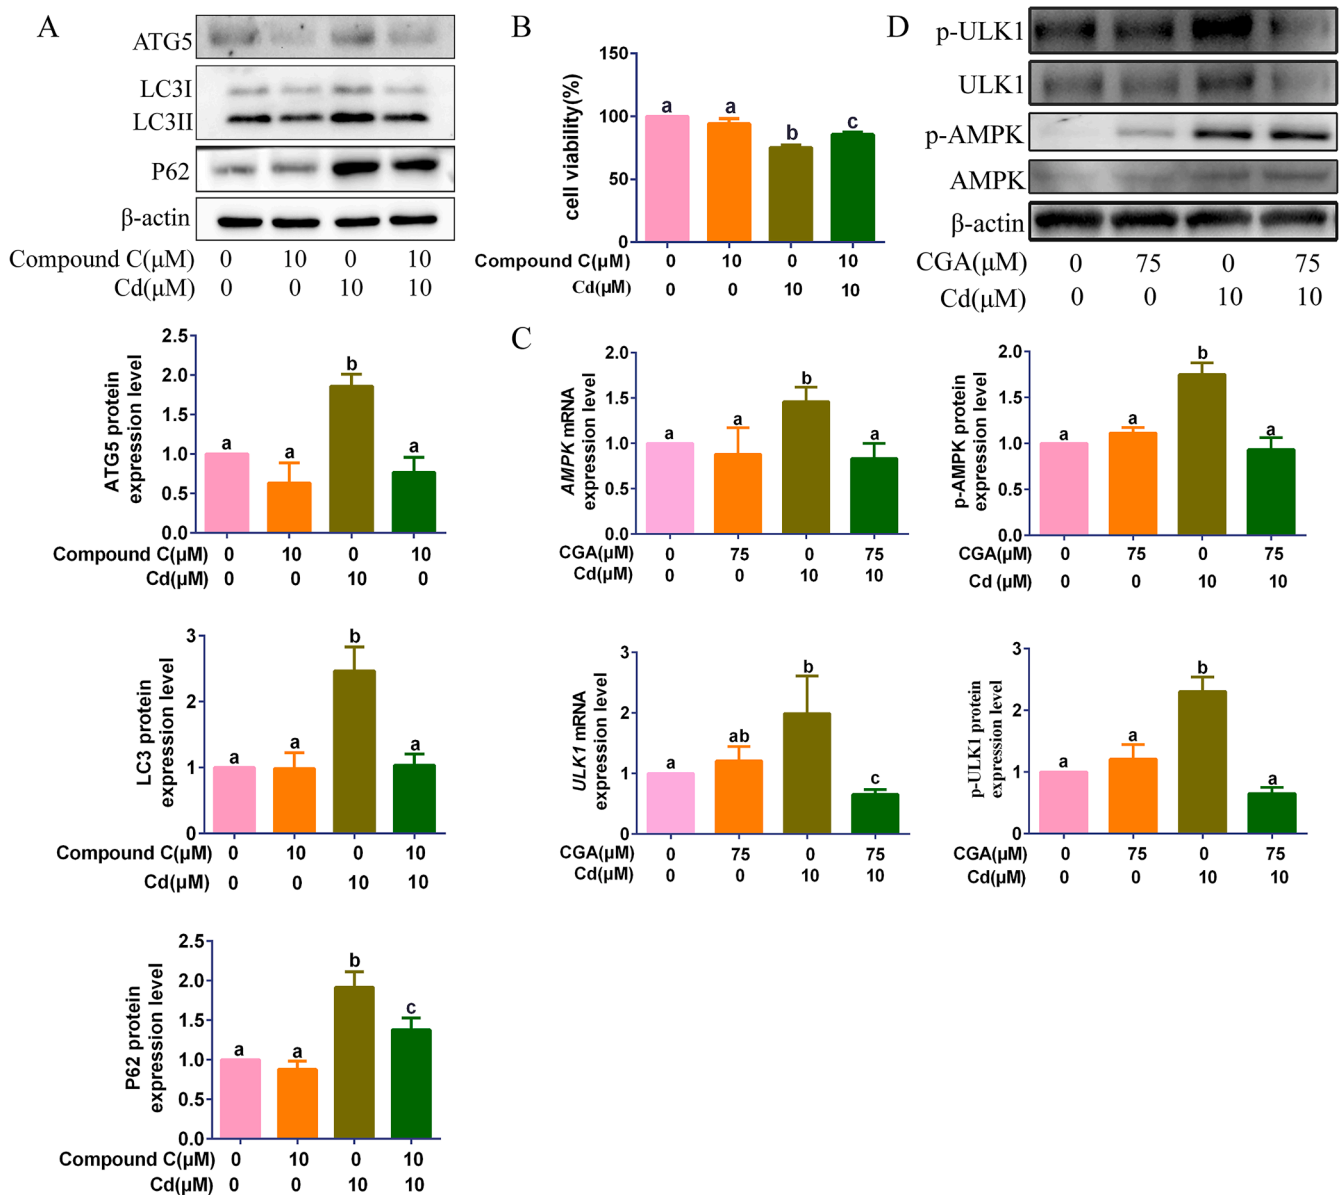 A
ATG5
LC3I
LC3II
P62
β-actin
Compound C(μM) 0 10 0 10
Cd(μM) 0 0 10 10
ATG5 protein
expression level
2.5
2.0
1.5
1.0
0.5
0.0
a a b a
Compound C(μM) 0 10 0 10
Cd(μM) 0 0 10 0
LC3 protein
expression level
3
2
1
0
a a b a
Compound C(μM) 0 10 0 10
Cd(μM) 0 0 10 10
P62 protein
expression level
2.5
2.0
1.5
1.0
0.5
0.0
a a b c
Compound C(μM) 0 10 0 10
Cd(μM) 0 0 10 10
B
cell viability(%)
150
100
50
0
a a b c
Compound C(μM) 0 10 0 10
Cd(μM) 0 0 10 10
C
AMPK mRNA
expression level
2.0
1.5
1.0
0.5
0.0
a a b a
CGA(μM) 0 75 0 75
Cd(μM) 0 0 10 10
ULK1 mRNA
expression level
3
2
1
0
a ab b c
CGA(μM) 0 75 0 75
Cd(μM) 0 0 10 10
D
p-ULK1
ULK1
p-AMPK
AMPK
β-actin
CGA(μM) 0 75 0 75
Cd(μM) 0 0 10 10
p-AMPK protein
expression level
2.0
1.5
1.0
0.5
0.0
a a b a
CGA(μM) 0 75 0 75
Cd (μM) 0 0 10 10
p-ULK1 protein
expression level
3
2
1
0
a a b a
CGA(μM) 0 75 0 75
Cd(μM) 0 0 10 10